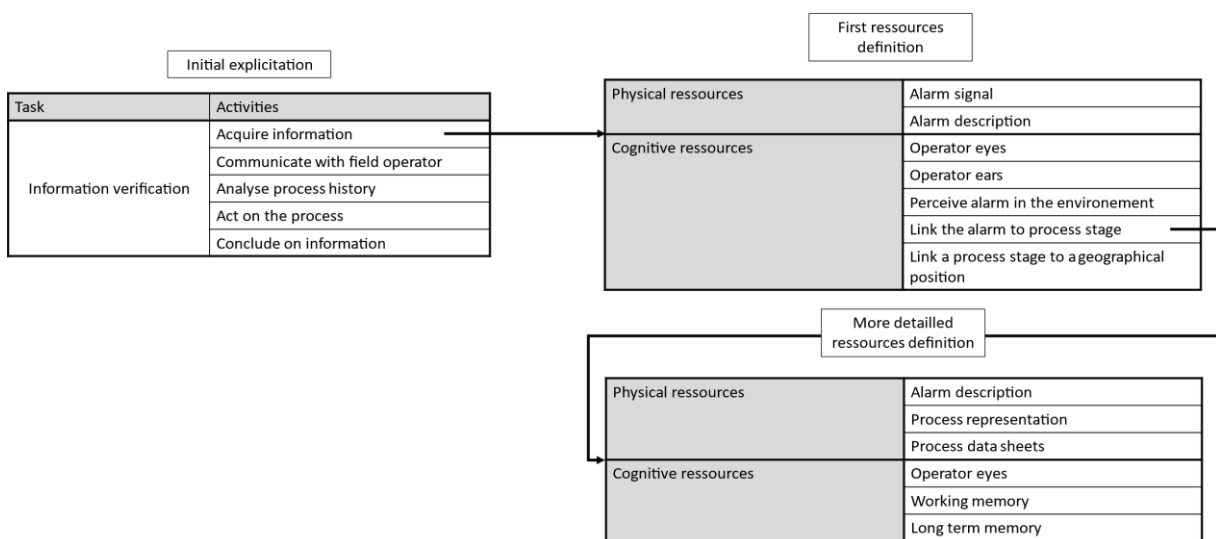 Initial explicitation
Task
Activities
Information verification
Acquire information
Communicate with field operator
Analyse process history
Act on the process
Conclude on information
First ressources
definition
Physical ressources
Alarm signal
Alarm description
Cognitive ressources
Operator eyes
Operator ears
Perceive alarm in the environement
Link the alarm to process stage
Link a process stage to a geographical
position
More detailled
ressources definition
Physical ressources
Alarm description
Process representation
Process data sheets
Cognitive ressources
Operator eyes
Working memory
Long term memory